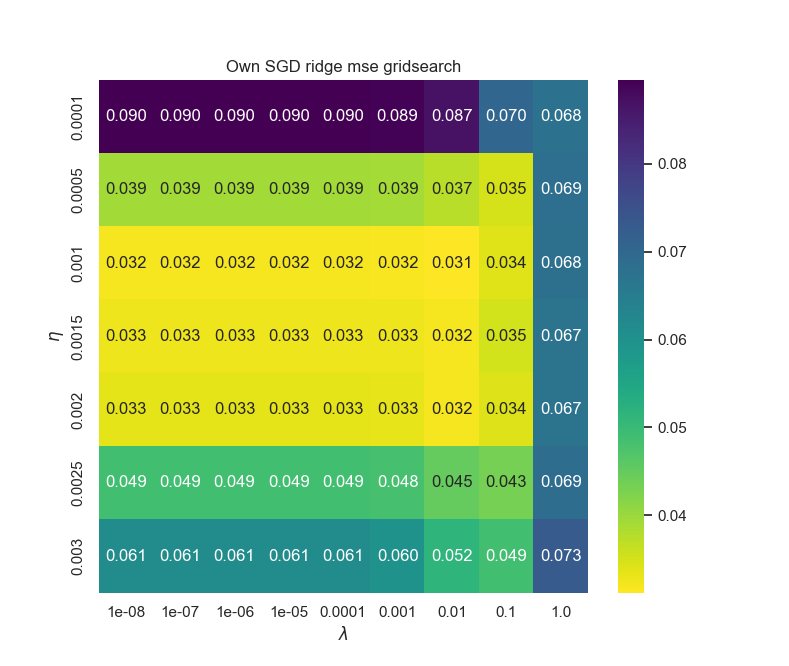 Own SGD ridge mse gridsearch
0.0001 0.090 0.090 0.090 0.090 0.090 0.089 0.087 0.070 0.068
0.0005 0.039 0.039 0.039 0.039 0.039 0.039 0.037 0.035 0.069
0.001 0.032 0.032 0.032 0.032 0.032 0.032 0.031 0.034 0.068
0.0015 0.033 0.033 0.033 0.033 0.033 0.033 0.032 0.035 0.067
0.002 0.033 0.033 0.033 0.033 0.033 0.033 0.032 0.034 0.067
0.0025 0.049 0.049 0.049 0.049 0.049 0.048 0.045 0.043 0.069
0.003 0.061 0.061 0.061 0.061 0.061 0.060 0.052 0.049 0.073
η
1e-08 1e-07 1e-06 1e-05 0.0001 0.001 0.01 0.1 1.0
λ
0.08
0.07
0.06
0.05
0.04